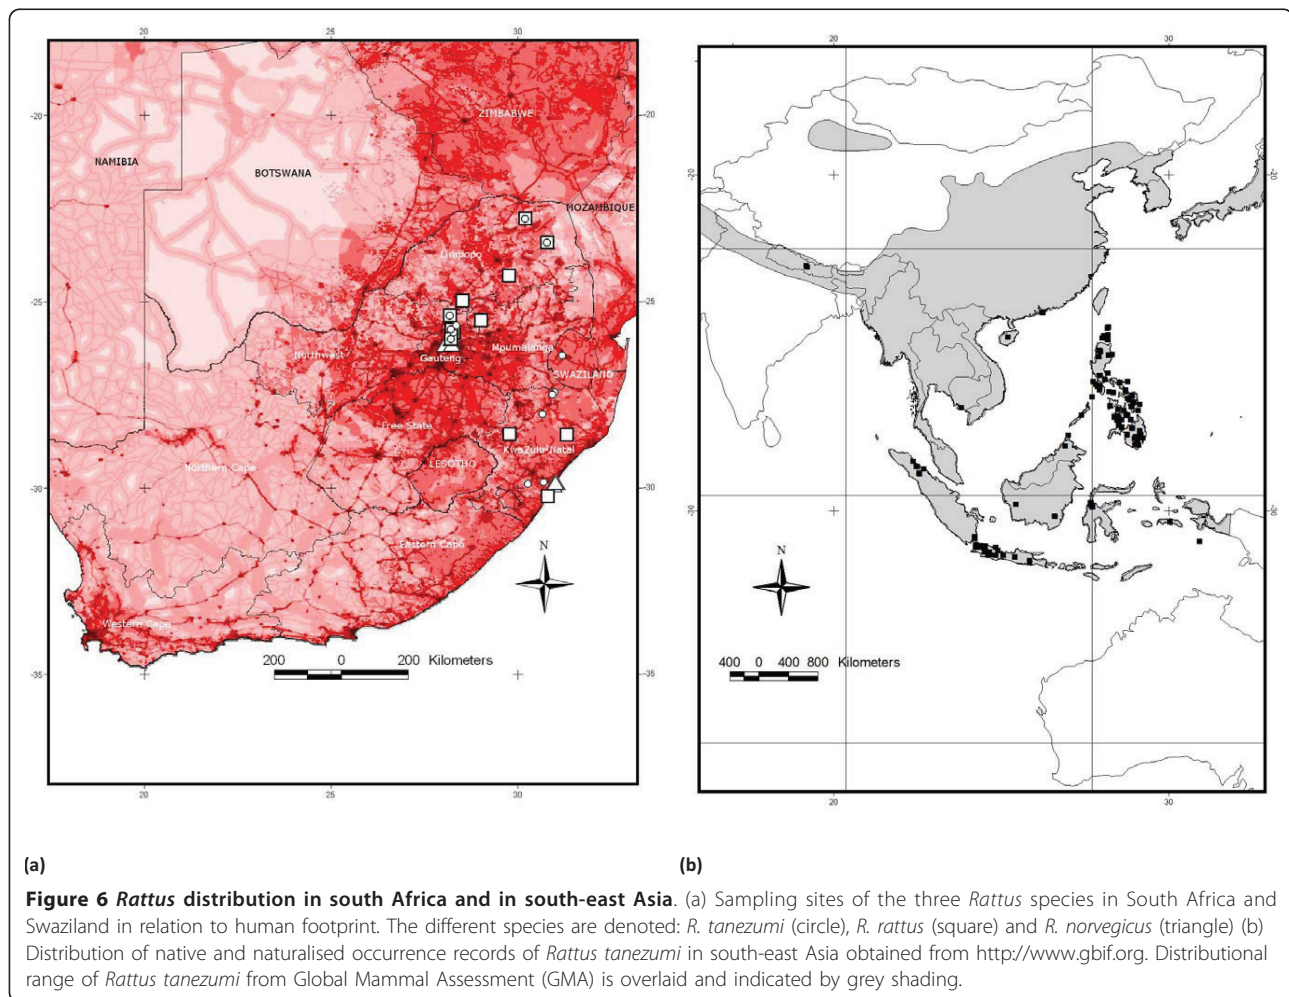 20 25 30
20 30
-20
-20 -20
ZIMBABWE
NAMIBIA
BOTSWANA
MOZAMBIQUE
Limpopo
-25
Northwest
Gauteng
Mpumalanga
SWAZILAND
Free State
KwaZulu-Natal
LESOTHO
Northern Cape
-30
-30 -30
Eastern Cape
N
N
Western Cape
200 0 200 Kilometers
400 0 400 800 Kilometers
-35
20 25 30
20 30
(a) (b)
Figure 6 Rattus distribution in south Africa and in south-east Asia. (a) Sampling sites of the three Rattus species in South Africa and
Swaziland in relation to human footprint. The different species are denoted: R. tanezumi (circle), R. rattus (square) and R. norvegicus (triangle) (b)
Distribution of native and naturalised occurrence records of Rattus tanezumi in south-east Asia obtained from http://www.gbif.org. Distributional
range of Rattus tanezumi from Global Mammal Assessment (GMA) is overlaid and indicated by grey shading.